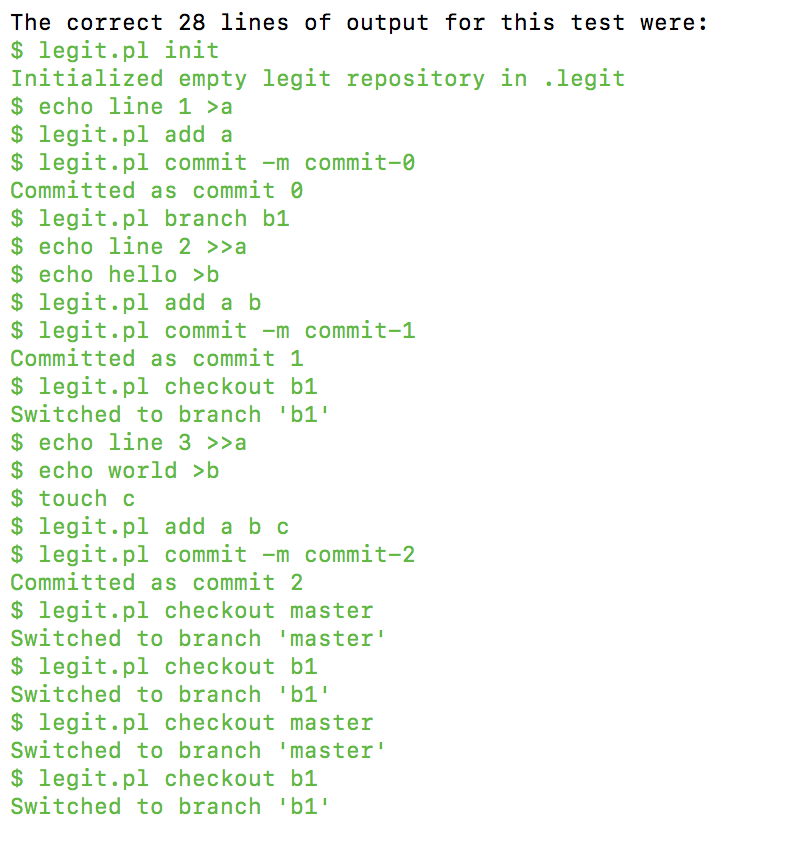 The correct 28 lines of output for this test were:
$ legit.pl init
Initialized empty legit repository in .legit
$ echo line 1 >a
$ legit.pl add a
$ legit.pl commit -m commit-0
Committed as commit 0
$ legit.pl branch b1
$ echo line 2 >>a
$ echo hello >b
$ legit.pl add a b
$ legit.pl commit -m commit-1
Committed as commit 1
$ legit.pl checkout b1
Switched to branch 'b1'
$ echo line 3 >>a
$ echo world >b
$ touch c
$ legit.pl add a b c
$ legit.pl commit -m commit-2
Committed as commit 2
$ legit.pl checkout master
Switched to branch 'master'
$ legit.pl checkout b1
Switched to branch 'b1'
$ legit.pl checkout master
Switched to branch 'master'
$ legit.pl checkout b1
Switched to branch 'b1'